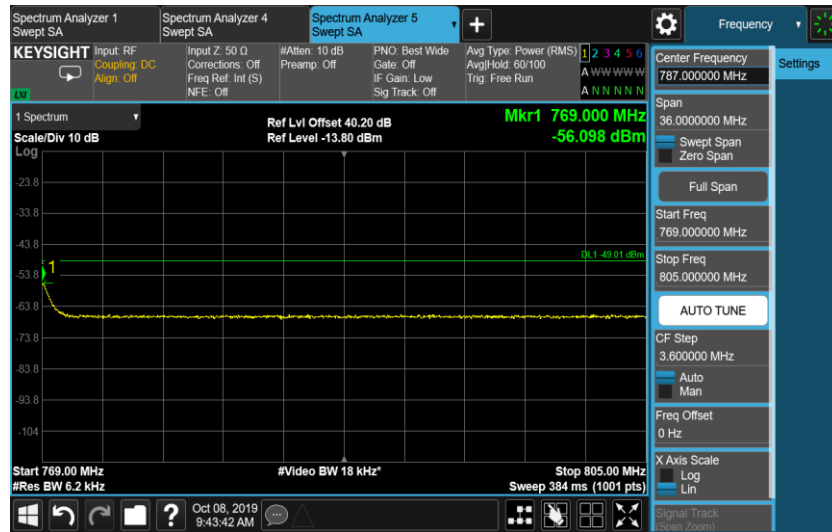 Spectrum Analyzer 1
Swept SA
Spectrum Analyzer 4
Swept SA
Spectrum Analyzer 5
Swept SA
Frequency
KEYSIGHT
Input: RF
Coupling: DC
Align: Off
Input Z: 50 Ω
Corrections: Off
Freq Ref: Int (S)
NFE: Off
#Atten: 10 dB
Preamp: Off
PNO: Best Wide
Gate: Off
IF Gain: Low
Sig Track: Off
Avg Type: Power (RMS)
Avg|Hold: 60/100
Trig: Free Run
1 2 3 4 5 6
A W W W W W
A N N N N N
LXI
1 Spectrum
Scale/Div 10 dB
Log
Ref Lvl Offset 40.20 dB
Ref Level -13.80 dBm
Mkr1 769.000 MHz
-56.098 dBm
-23.8
-33.8
-43.8
-53.8
-63.8
-73.8
-83.8
-93.8
-104
DL1 -49.01 dBm
1
Start 769.00 MHz
#Res BW 6.2 kHz
#Video BW 18 kHz*
Stop 805.00 MHz
Sweep 384 ms (1001 pts)
Center Frequency
787.000000 MHz
Settings
Span
36.0000000 MHz
Swept Span
Zero Span
Full Span
Start Freq
769.000000 MHz
Stop Freq
805.000000 MHz
AUTO TUNE
CF Step
3.600000 MHz
Auto
Man
Freq Offset
0 Hz
X Axis Scale
Log
Lin
Signal Track
(Span Zoom)
?
Oct 08, 2019
9:43:42 AM